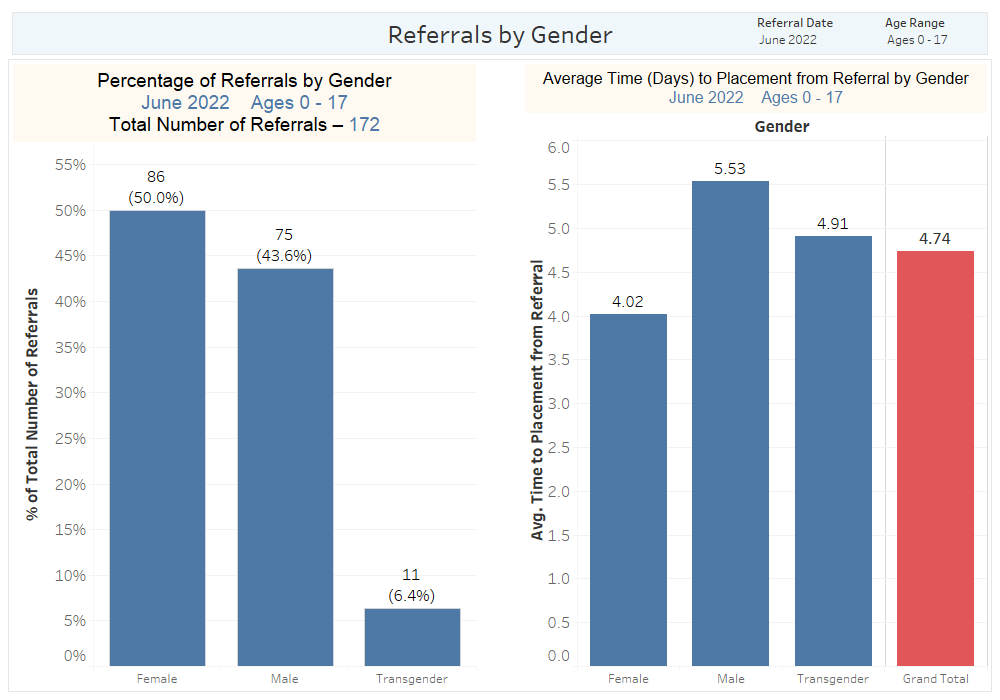 Referrals by Gender
Referral Date
June 2022
Age Range
Ages 0 - 17
Percentage of Referrals by Gender
June 2022 Ages 0 - 17
Total Number of Referrals – 172
% of Total Number of Referrals
55%
50%
45%
40%
35%
30%
25%
20%
15%
10%
5%
0%
86
(50.0%)
75
(43.6%)
11
(6.4%)
Female
Male
Transgender
Average Time (Days) to Placement from Referral by Gender
June 2022 Ages 0 - 17
Gender
Avg. Time to Placement from Referral
6.0
5.5
5.0
4.5
4.0
3.5
3.0
2.5
2.0
1.5
1.0
0.5
0.0
4.02
5.53
4.91
4.74
Female
Male
Transgender
Grand Total